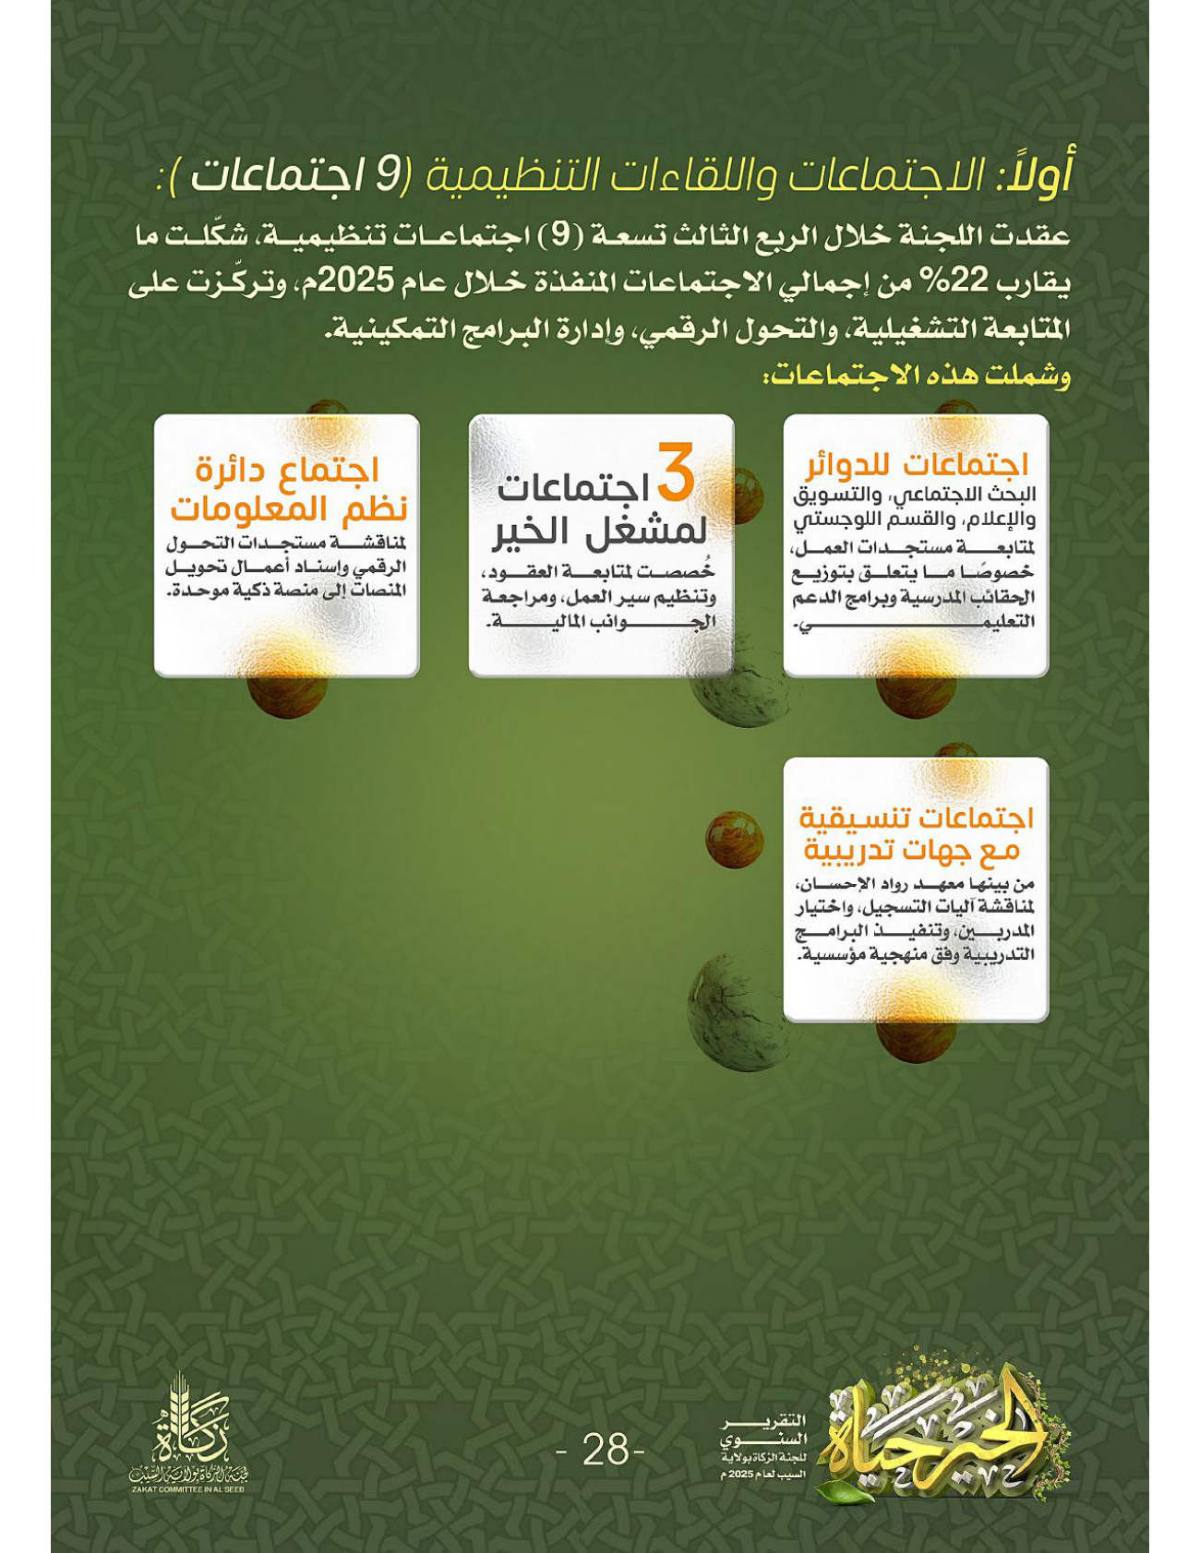 أولاً: الاجتماعات واللقاءات التنظيمية (9 اجتماعات ):
عقدت اللجنة خلال الربع الثالث تسعة (9) اجتماعات تنظيمية، شكّلت ما
يقارب 22% من إجمالي الاجتماعات المنفذة خلال عام 2025م، وتركّزت على
المتابعة التشغيلية، والتحول الرقمي، وإدارة البرامج التمكينية.
وشملت هذه الاجتماعات:
اجتماعات للدوائر
البحث الاجتماعي، والتسويق
والإعلام، والقسم اللوجستي
لمتابعة مستجدات العمل،
خصوصًا ما يتعلق بتوزيع
الحقائب المدرسية وبرامج الدعم
التعليمي.
3 اجتماعات
لمشغل الخير
خُصصت لمتابعة العقود،
وتنظيم سير العمل، ومراجعة
الجوانب المالية.
اجتماع دائرة
نظم المعلومات
لمناقشة مستجدات التحول
الرقمي وإسناد أعمال تحويل
المنصات إلى منصة ذكية موحدة.
اجتماعات تنسيقية
مع جهات تدريبية
من بينها معهد رواد الإحسان،
لمناقشة آليات التسجيل، واختيار
المدربين، وتنفيذ البرامج
التدريبية وفق منهجية مؤسسية.
الخير حياة
التقرير
السنوي
للجنة الزكاة بولاية
السيب لعام 2025 م
- 28 -
زكاة
لجنة الزكاة بولاية السيب
ZAKAT COMMITTEE IN AL SEEB